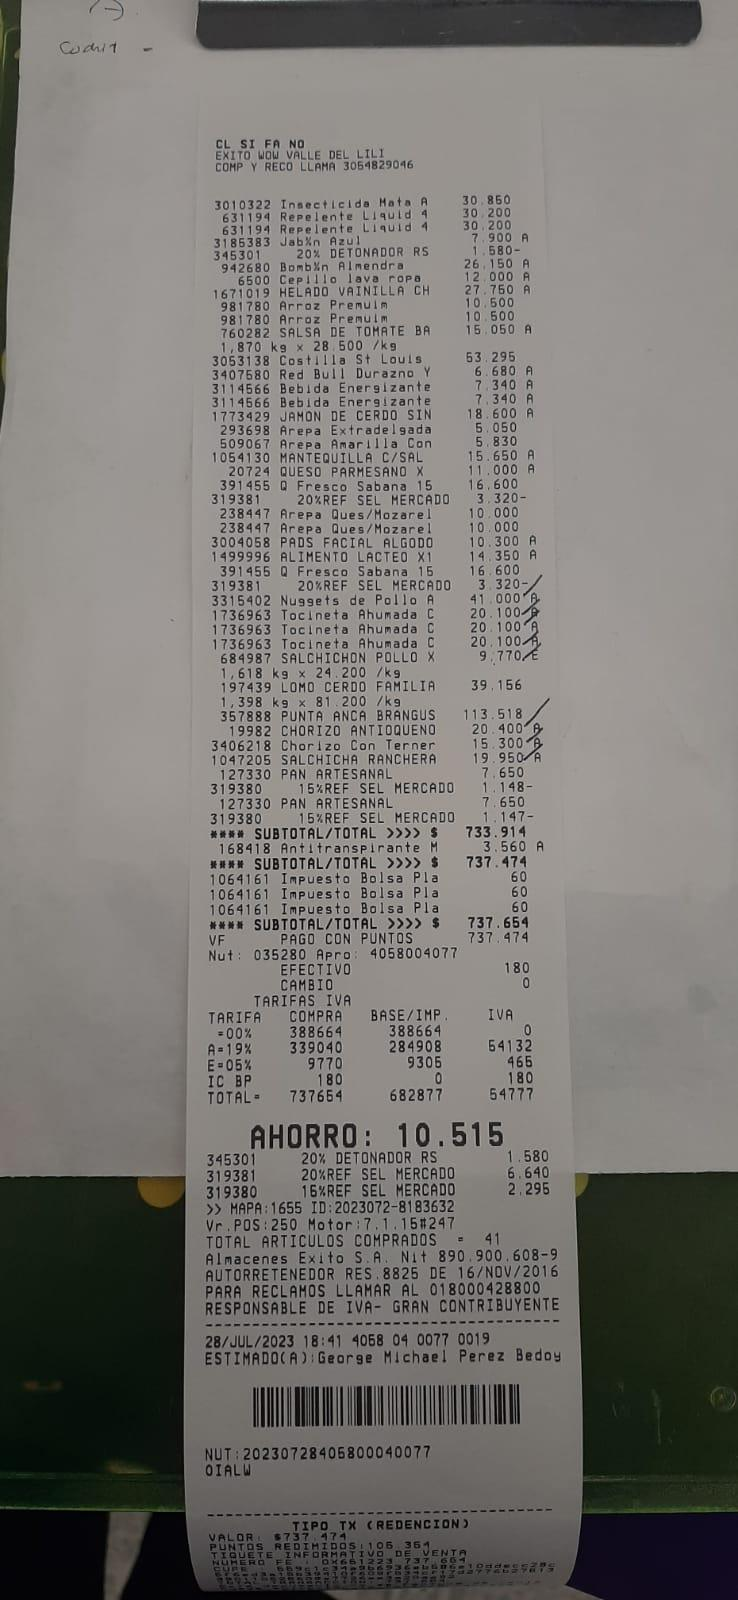 CL SI FA NO
EXITO WOW VALLE DEL LILI
COMP Y RECO LLAMA 3054829046
3010322 Insecticida Mata A 30.850
631194 Repelente Liquid 4 30.200
631194 Repelente Liquid 4 30.200
3185383 Jab%n Azul 7.900 A
345301 20% DETONADOR RS 1.580-
942680 Bomb%n Almendra 26.150 A
6500 Cepillo lava ropa 12.000 A
1671019 HELADO VAINILLA CH 27.750 A
981780 Arroz Premuim 10.500
981780 Arroz Premuim 10.500
760282 SALSA DE TOMATE BA 15.050 A
1,870 kg x 28.500 /kg
3053138 Costilla St Louis 53.295
3407580 Red Bull Durazno Y 6.680 A
3114566 Bebida Energizante 7.340 A
3114566 Bebida Energizante 7.340 A
1773429 JAMON DE CERDO SIN 18.600 A
293698 Arepa Extradelgada 5.050
509067 Arepa Amarilla Con 5.830
1054130 MANTEQUILLA C/SAL 15.650 A
20724 QUESO PARMESANO X 11.000 A
391455 Q Fresco Sabana 15 16.600
319381 20%REF SEL MERCADO 3.320-
238447 Arepa Ques/Mozarel 10.000
238447 Arepa Ques/Mozarel 10.000
3004058 PADS FACIAL ALGODO 10.300 A
1499996 ALIMENTO LACTEO X1 14.350 A
391455 Q Fresco Sabana 15 16.600
319381 20%REF SEL MERCADO 3.320-
3315402 Nuggets de Pollo A 41.000 A
1736963 Tocineta Ahumada C 20.100 A
1736963 Tocineta Ahumada C 20.100 A
1736963 Tocineta Ahumada C 20.100 A
684987 SALCHICHON POLLO X 9.770 E
1,618 kg x 24.200 /kg
197439 LOMO CERDO FAMILIA 39.156
1,398 kg x 81.200 /kg
357888 PUNTA ANCA BRANGUS 113.518
19982 CHORIZO ANTIOQUENO 20.400 A
3406218 Chorizo Con Terner 15.300 A
1047205 SALCHICHA RANCHERA 19.950 A
127330 PAN ARTESANAL 7.650
319380 15%REF SEL MERCADO 1.148-
127330 PAN ARTESANAL 7.650
319380 15%REF SEL MERCADO 1.147-
**** SUBTOTAL/TOTAL >>>> $ 733.914
168418 Antitranspirante M 3.560 A
**** SUBTOTAL/TOTAL >>>> $ 737.474
1064161 Impuesto Bolsa Pla 60
1064161 Impuesto Bolsa Pla 60
1064161 Impuesto Bolsa Pla 60
**** SUBTOTAL/TOTAL >>>> $ 737.654
VF PAGO CON PUNTOS 737.474
Nut: 035280 Apro: 4058004077
EFECTIVO 180
CAMBIO 0
TARIFAS IVA
TARIFA COMPRA BASE/IMP. IVA
=00% 388664 388664 0
A=19% 339040 284908 54132
E=05% 9770 9305 465
IC BP 180 0 180
TOTAL= 737654 682877 54777
AHORRO: 10.515
345301 20% DETONADOR RS 1.580
319381 20%REF SEL MERCADO 6.640
319380 15%REF SEL MERCADO 2.295
>> MAPA:1655 ID:2023072-8183632
Vr.POS:250 Motor:7.1.15#247
TOTAL ARTICULOS COMPRADOS = 41
Almacenes Exito S.A. Nit 890.900.608-9
AUTORRETENEDOR RES.8825 DE 16/NOV/2016
PARA RECLAMOS LLAMAR AL 018000428800
RESPONSABLE DE IVA- GRAN CONTRIBUYENTE
28/JUL/2023 18:41 4058 04 0077 0019
ESTIMADO(A):George Michael Perez Bedoy
NUT:20230728405800040077
OIALW
TIPO TX (REDENCION)
VALOR: $737.474
PUNTOS REDIMIDOS:105.354
TIQUETE INFORMATIVO DE VENTA
NUMERO FE